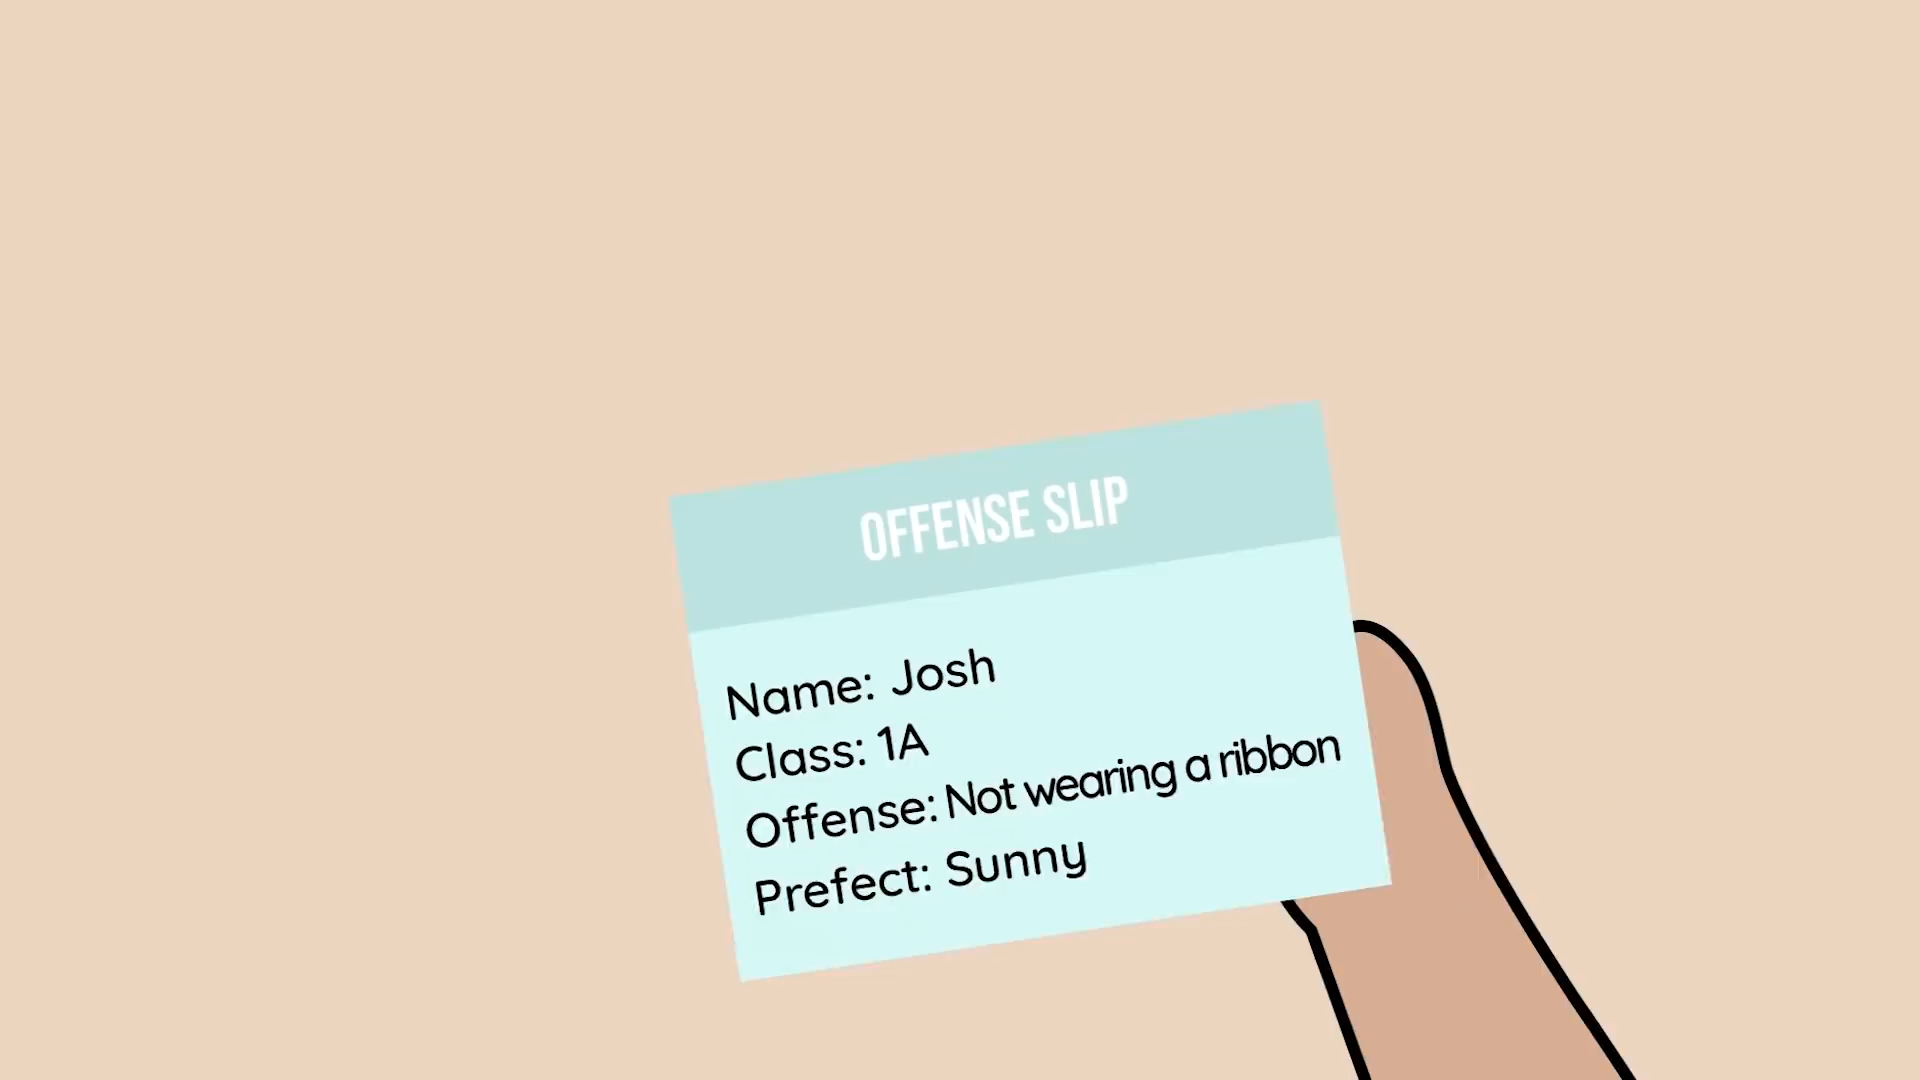 OFFENSE SLIP
Name: Josh
Class: 1A
Offense: Not wearing a ribbon
Prefect: Sunny